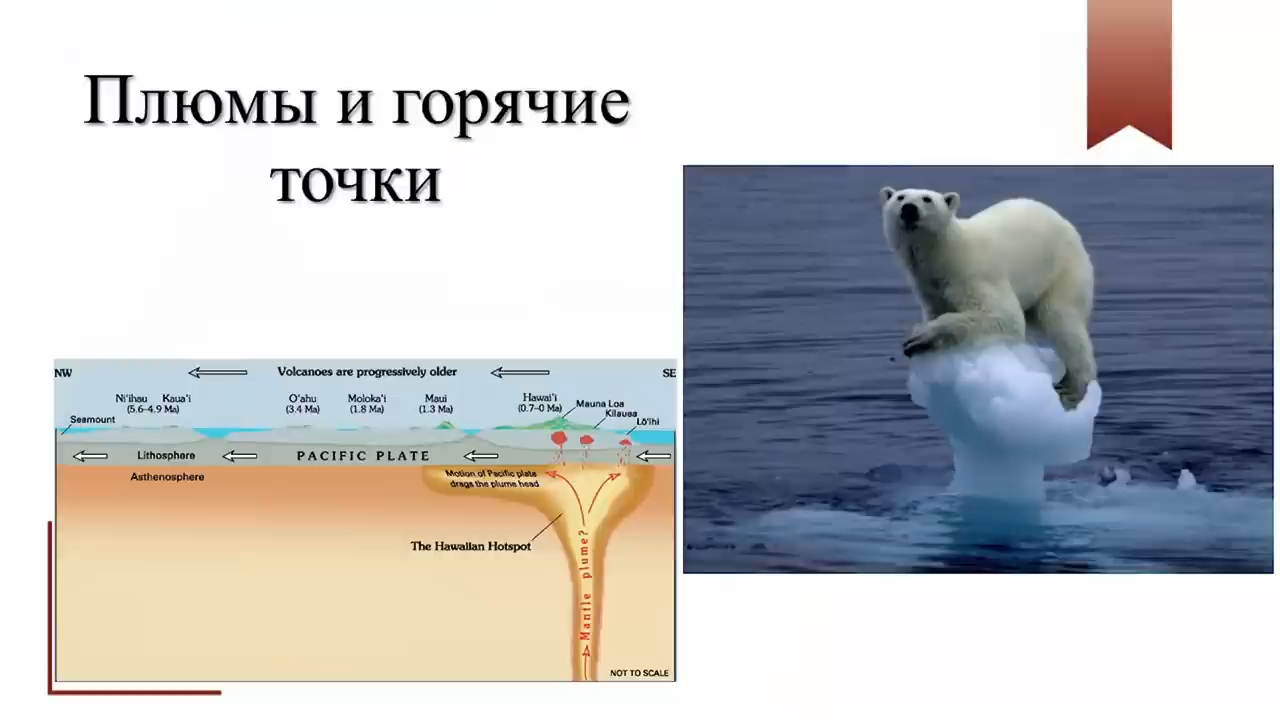 Плюмы и горячие
точки
NW
Volcanoes are progressively older
SE
Ni'ihau Kaua'i
(5.6-4.9 Ma)
O'ahu
(3.4 Ma)
Moloka'i
(1.8 Ma)
Maui
(1.3 Ma)
Hawai'i
(0.7-0 Ma)
Mauna Loa
Kilauea
Lō'ihi
Seamount
Lithosphere
PACIFIC PLATE
Asthenosphere
Motion of Pacific plate
drags the plume head
The Hawaiian Hotspot
Mantle plume?
NOT TO SCALE